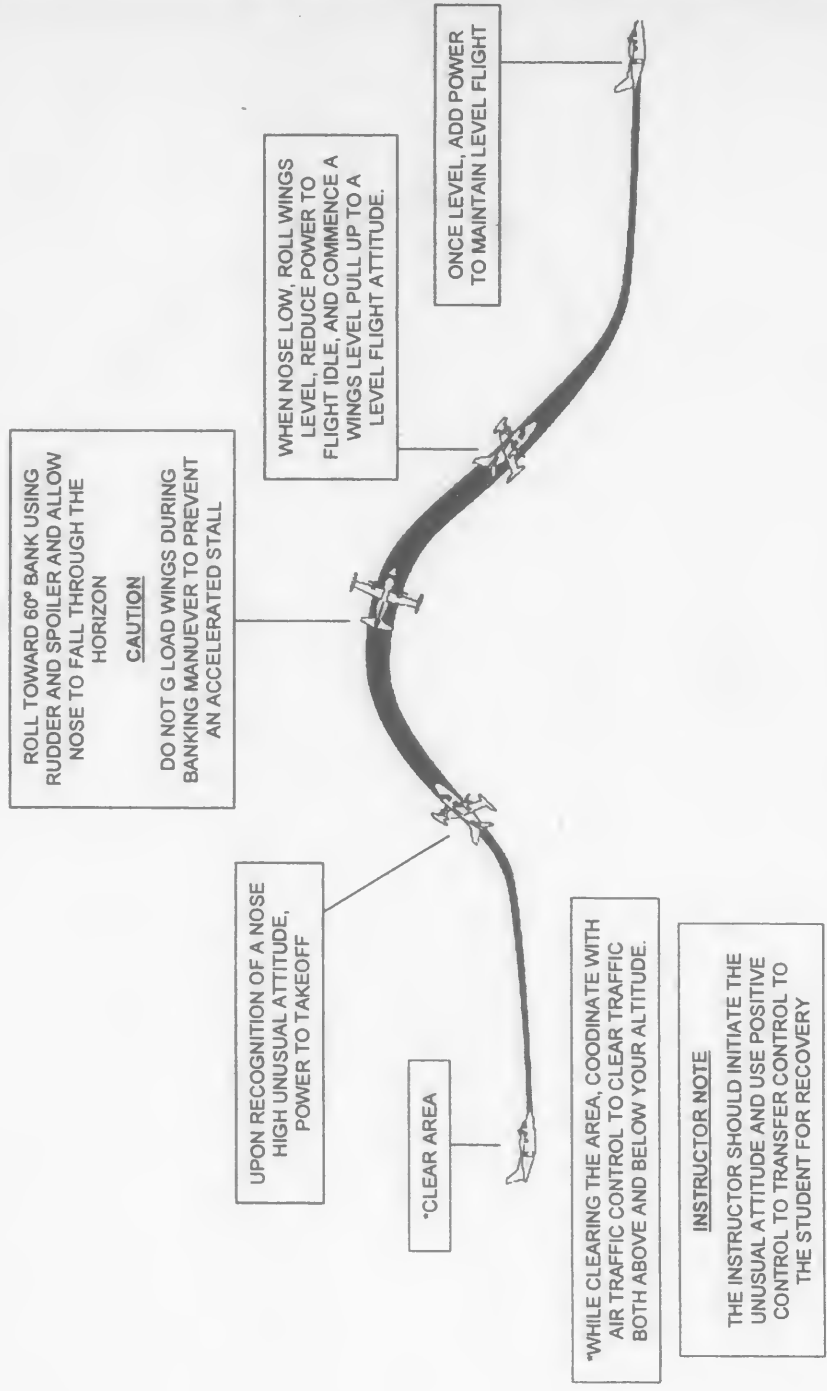 *CLEAR AREA
UPON RECOGNITION OF A NOSE
HIGH UNUSUAL ATTITUDE,
POWER TO TAKEOFF
ROLL TOWARD 60º BANK USING
RUDDER AND SPOILER AND ALLOW
NOSE TO FALL THROUGH THE
HORIZON
CAUTION
DO NOT G LOAD WINGS DURING
BANKING MANUEVER TO PREVENT
AN ACCELERATED STALL
WHEN NOSE LOW, ROLL WINGS
LEVEL, REDUCE POWER TO
FLIGHT IDLE, AND COMMENCE A
WINGS LEVEL PULL UP TO A
LEVEL FLIGHT ATTITUDE.
ONCE LEVEL, ADD POWER
TO MAINTAIN LEVEL FLIGHT
*WHILE CLEARING THE AREA, COODINATE WITH
AIR TRAFFIC CONTROL TO CLEAR TRAFFIC
BOTH ABOVE AND BELOW YOUR ALTITUDE.
INSTRUCTOR NOTE
THE INSTRUCTOR SHOULD INITIATE THE
UNUSUAL ATTITUDE AND USE POSITIVE
CONTROL TO TRANSFER CONTROL TO
THE STUDENT FOR RECOVERY